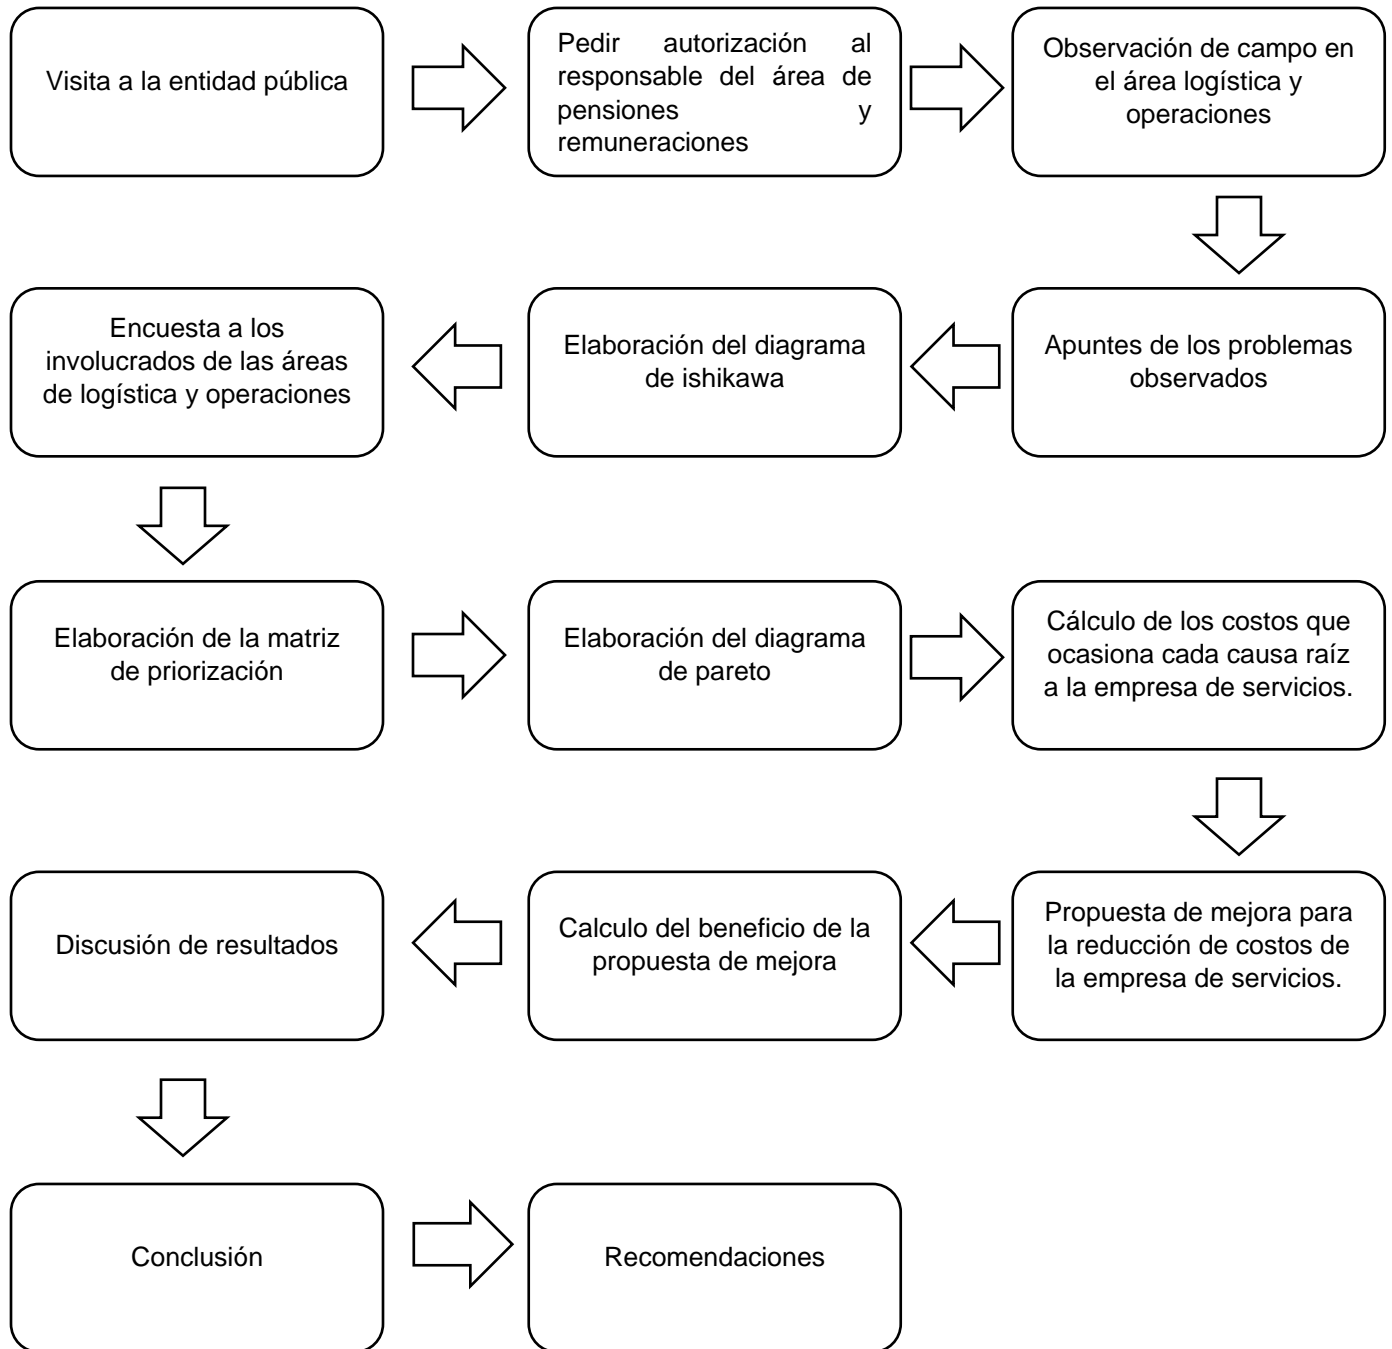 Visita a la entidad pública
Pedir autorización al
responsable del área de
pensiones y
remuneraciones
Observación de campo en
el área logística y
operaciones
Apuntes de los problemas
observados
Elaboración del diagrama
de ishikawa
Encuesta a los
involucrados de las áreas
de logística y operaciones
Elaboración de la matriz
de priorización
Elaboración del diagrama
de pareto
Cálculo de los costos que
ocasiona cada causa raíz
a la empresa de servicios.
Propuesta de mejora para
la reducción de costos de
la empresa de servicios.
Calculo del beneficio de la
propuesta de mejora
Discusión de resultados
Conclusión
Recomendaciones